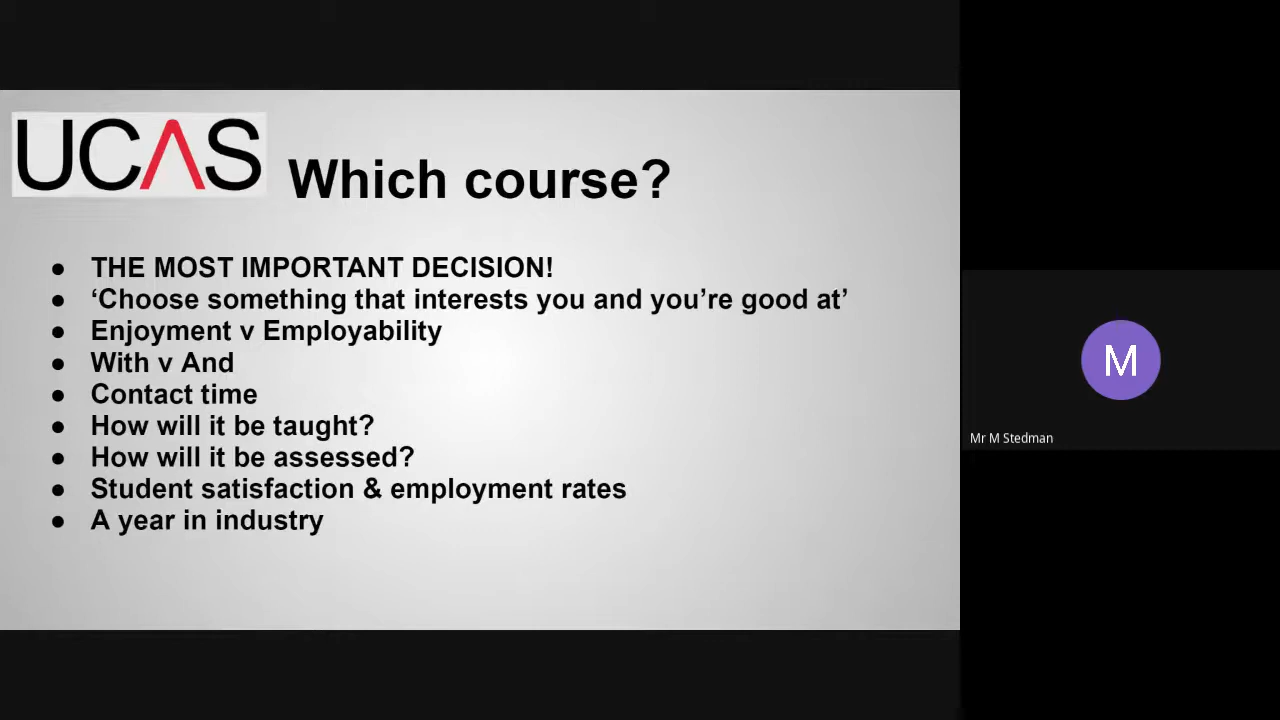 UCAS
Which course?
● THE MOST IMPORTANT DECISION!
● ‘Choose something that interests you and you’re good at’
● Enjoyment v Employability
● With v And
● Contact time
● How will it be taught?
● How will it be assessed?
● Student satisfaction & employment rates
● A year in industry
M
Mr M Stedman